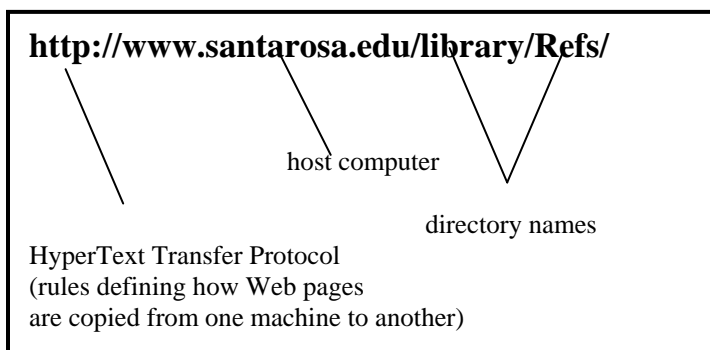 http://www.santarosa.edu/library/Refs/
host computer
directory names
HyperText Transfer Protocol
(rules defining how Web pages
are copied from one machine to another)